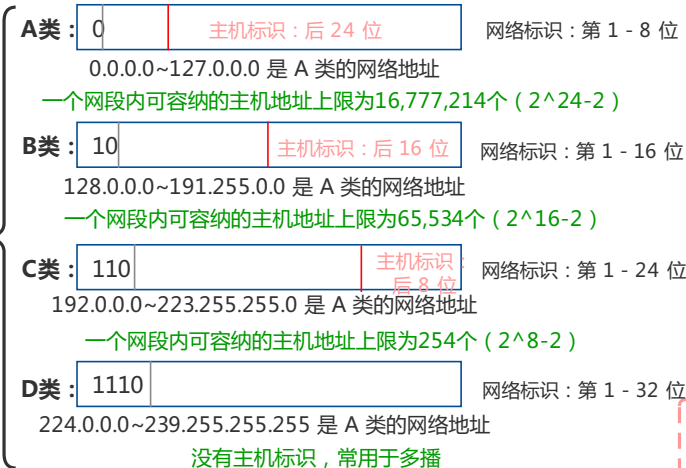 A类： 0 主机标识：后 24 位 网络标识：第 1 - 8 位
0.0.0.0~127.0.0.0 是 A 类的网络地址
一个网段内可容纳的主机地址上限为16,777,214个（2^24-2）
B类： 10 主机标识：后 16 位 网络标识：第 1 - 16 位
128.0.0.0~191.255.0.0 是 A 类的网络地址
一个网段内可容纳的主机地址上限为65,534个（2^16-2）
C类： 110 主机标识： 网络标识：第 1 - 24 位
后 8 位
192.0.0.0~223.255.255.0 是 A 类的网络地址
一个网段内可容纳的主机地址上限为254个（2^8-2）
D类： 1110 网络标识：第 1 - 32 位
224.0.0.0~239.255.255.255 是 A 类的网络地址
没有主机标识，常用于多播